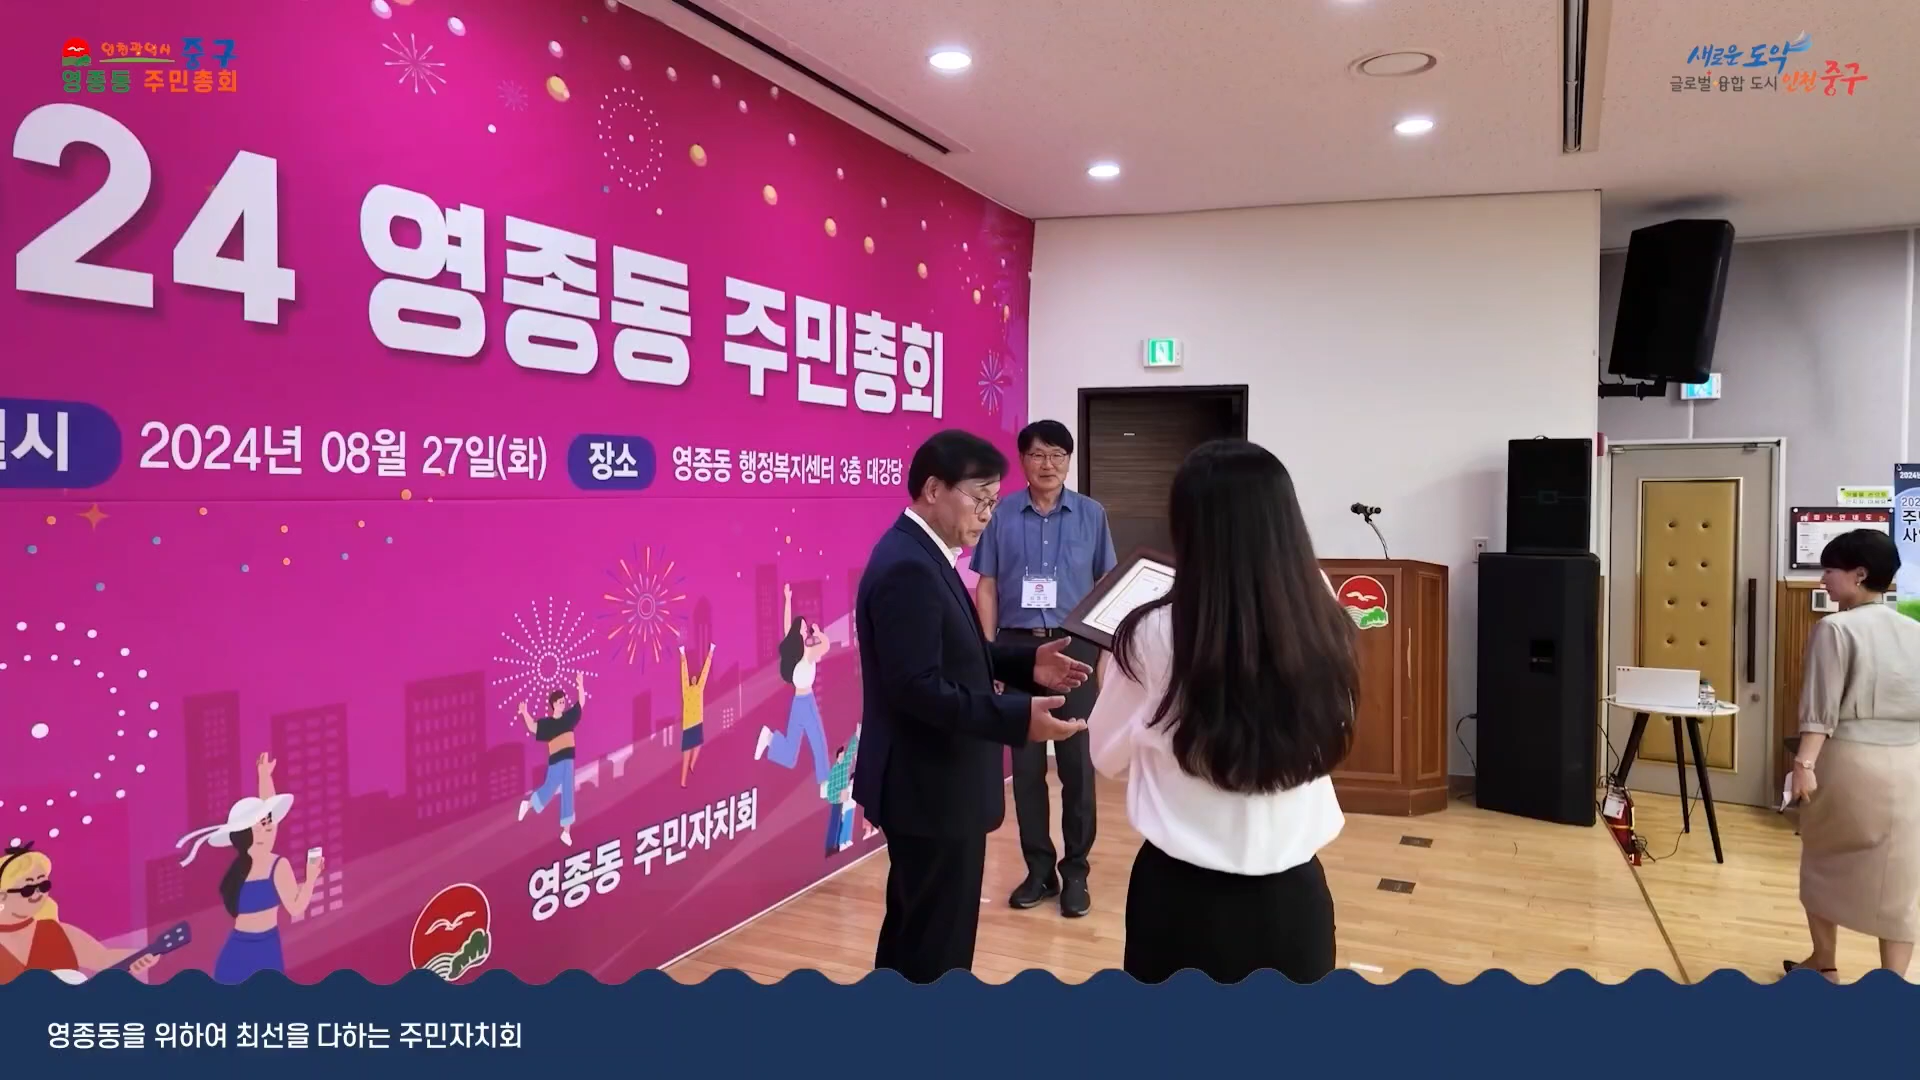 인천광역시 중구
영종동 주민총회
새로운 도약
글로벌 융합 도시 인천 중구
24 영종동 주민총회
일시 2024년 08월 27일(화) 장소 영종동 행정복지센터 3층 대강당
영종동 주민자치회
영종동을 위하여 최선을 다하는 주민자치회